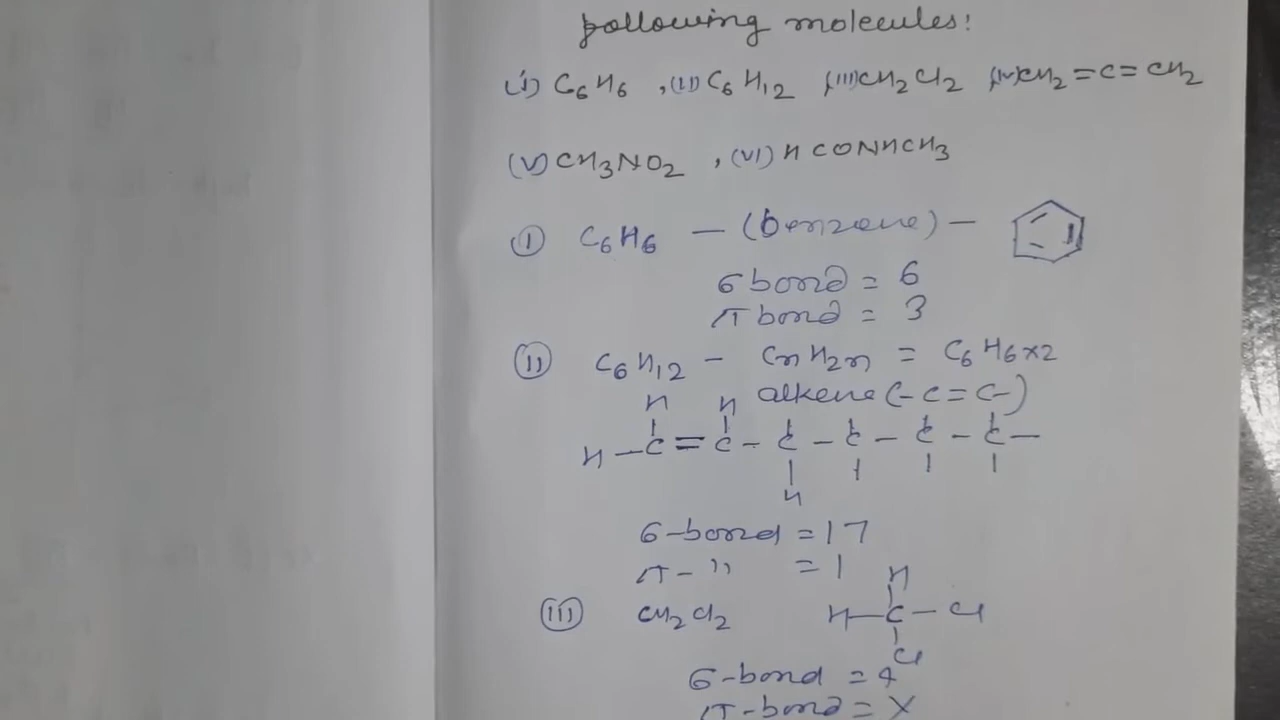 following molecules:
(i) C6H6 , (ii) C6H12 , (iii) CH2Cl2 , (iv) CH2=C=CH2
(v) CH3NO2 , (vi) HCONHCH3
(i) C6H6 – (benzene) –
σ bond = 6
π bond = 3
(ii) C6H12 – CnH2n = C6H6×2
alkene (-C=C-)
H H
H–C=C–C–C–C–C–
H
σ-bond = 17
π- " = 1
H
(iii) CH2Cl2 H–C–Cl
Cl
σ-bond = 4
π-bond = ×